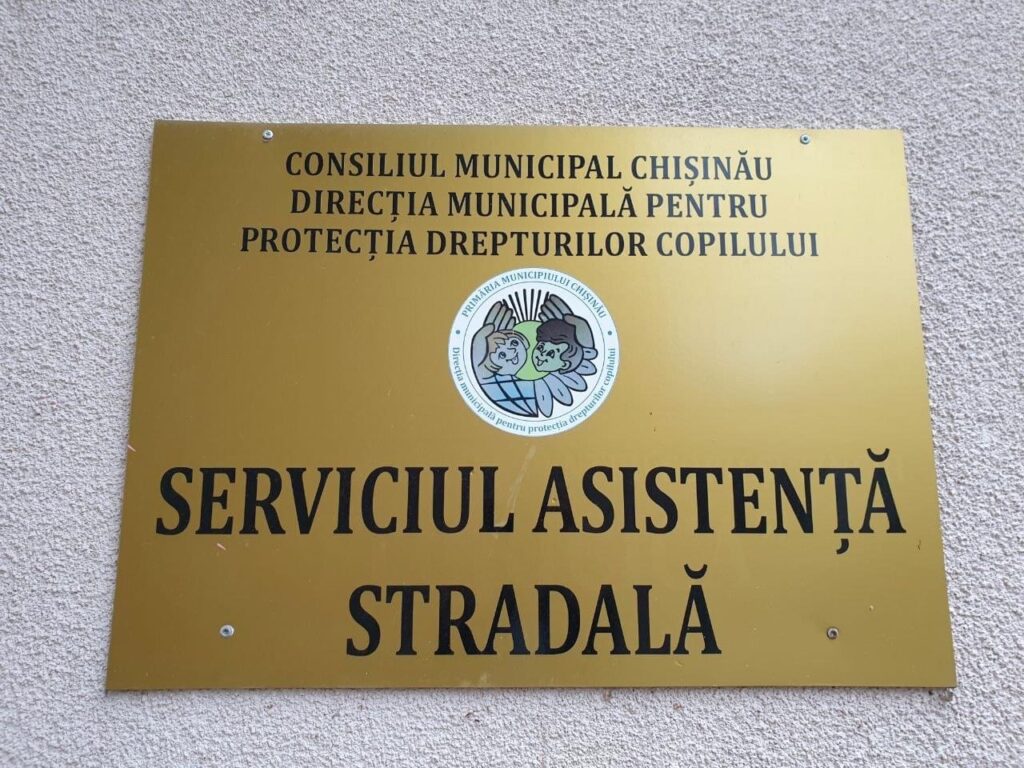 CONSILIUL MUNICIPAL CHIȘINĂU
DIRECȚIA MUNICIPALĂ PENTRU
PROTECȚIA DREPTURILOR COPILULUI
PRIMĂRIA MUNICIPIULUI CHIȘINĂU
Direcția municipală pentru protecția drepturilor copilului
SERVICIUL ASISTENȚĂ
STRADALĂ